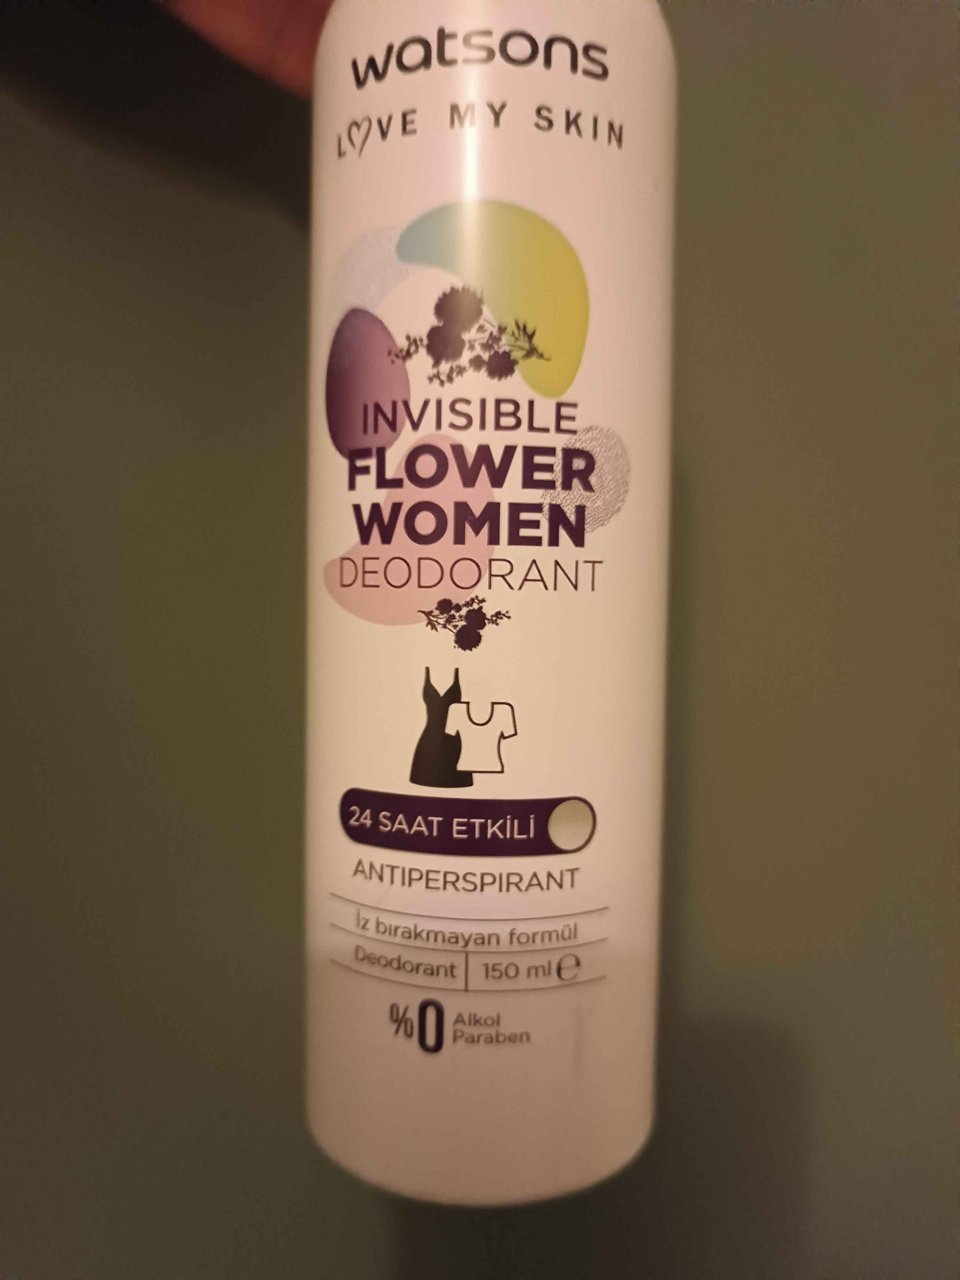 watsons
LOVE MY SKIN
INVISIBLE
FLOWER
WOMEN
DEODORANT
24 SAAT ETKİLİ
ANTIPERSPIRANT
İz bırakmayan formül
Deodorant 150 ml ℮
%0 Alkol
Paraben